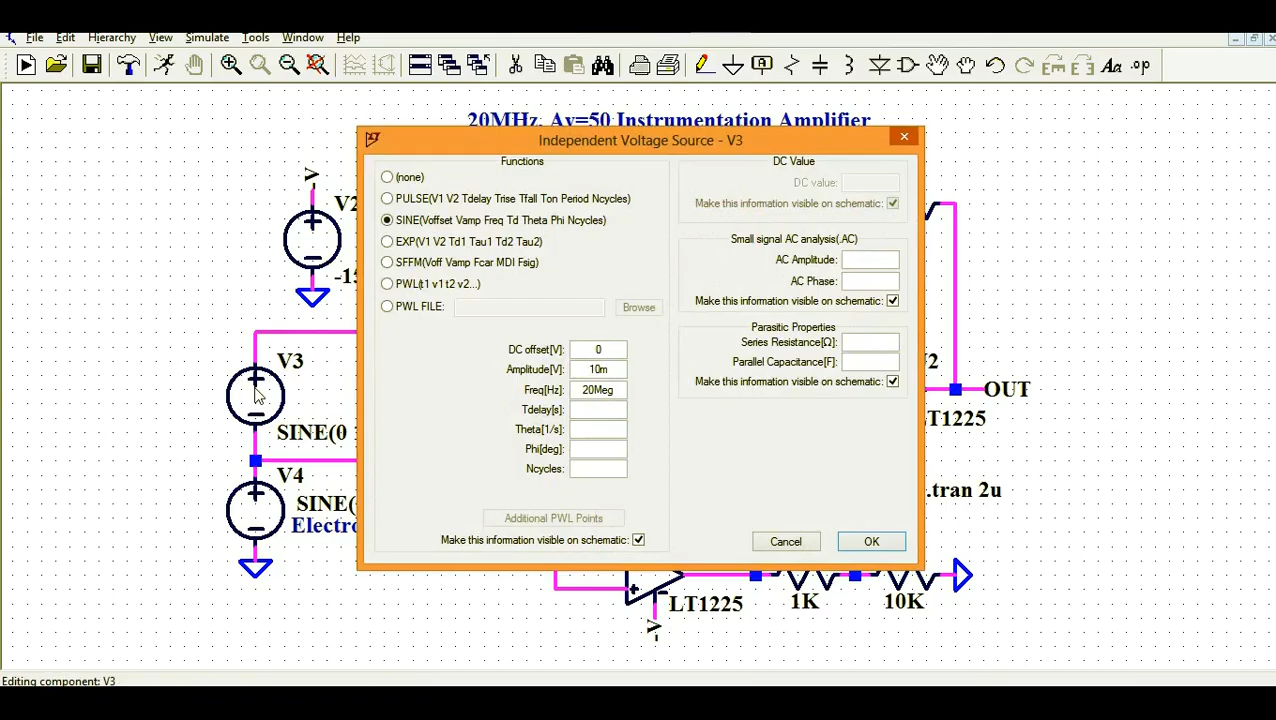 File Edit Hierarchy View Simulate Tools Window Help
Aa .op
20MHz, Av=50 Instrumentation Amplifier
Independent Voltage Source - V3
Functions
(none)
PULSE(V1 V2 Tdelay Trise Tfall Ton Period Ncycles)
SINE(Voffset Vamp Freq Td Theta Phi Ncycles)
EXP(V1 V2 Td1 Tau1 Td2 Tau2)
SFFM(Voff Vamp Fcar MDI Fsig)
PWL(t1 v1 t2 v2...)
PWL FILE:
Browse
DC offset[V]: 0
Amplitude[V]: 10m
Freq[Hz]: 20Meg
Tdelay[s]:
Theta[1/s]:
Phi[deg]:
Ncycles:
Additional PWL Points
Make this information visible on schematic:
DC Value
DC value:
Make this information visible on schematic:
Small signal AC analysis(.AC)
AC Amplitude:
AC Phase:
Make this information visible on schematic:
Parasitic Properties
Series Resistance[Ω]:
Parallel Capacitance[F]:
Make this information visible on schematic:
Cancel
OK
-V
V2
-15
V3
SINE(0
V4
SINE(
OUT
.tran 2u
LT1225
1K
10K
-V
Editing component: V3